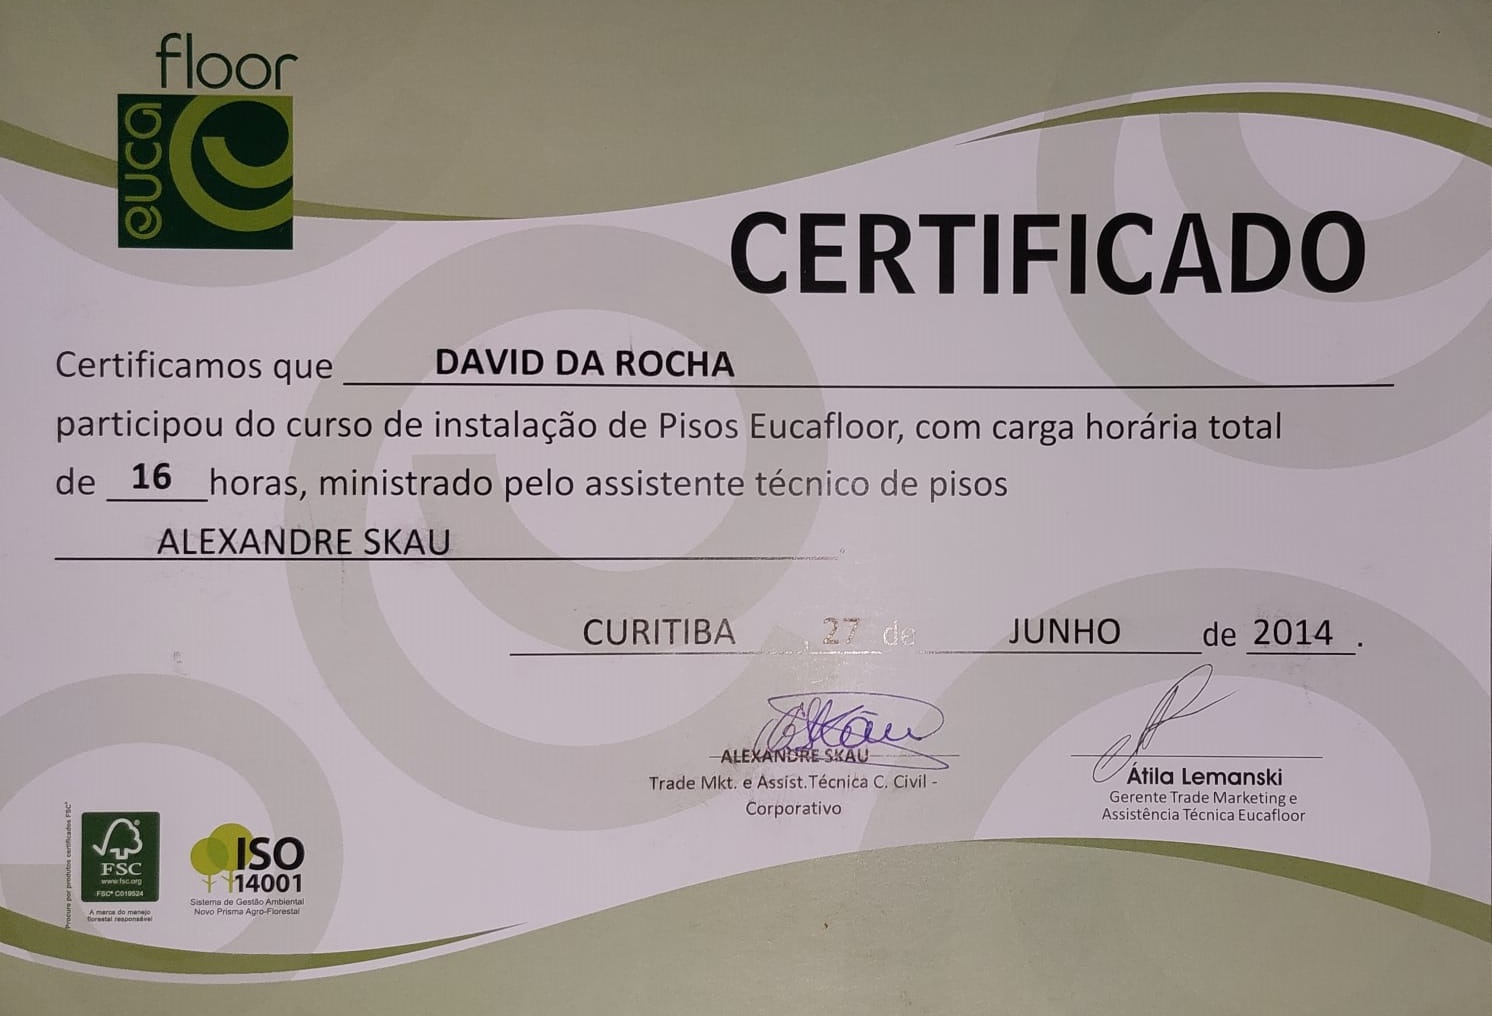 floor
euca
CERTIFICADO
Certificamos que DAVID DA ROCHA
participou do curso de instalação de Pisos Eucafloor, com carga horária total
de 16 horas, ministrado pelo assistente técnico de pisos
ALEXANDRE SKAU
CURITIBA, 27 de JUNHO de 2014.
ALEXANDRE SKAU
Trade Mkt. e Assist.Técnica C. Civil -
Corporativo
Átila Lemanski
Gerente Trade Marketing e
Assistência Técnica Eucafloor
Procure por produtos certificados FSC®
FSC
www.fsc.org
FSC® C019524
A marca do manejo
florestal responsável
ISO
14001
Sistema de Gestão Ambiental
Novo Prisma Agro-Florestal